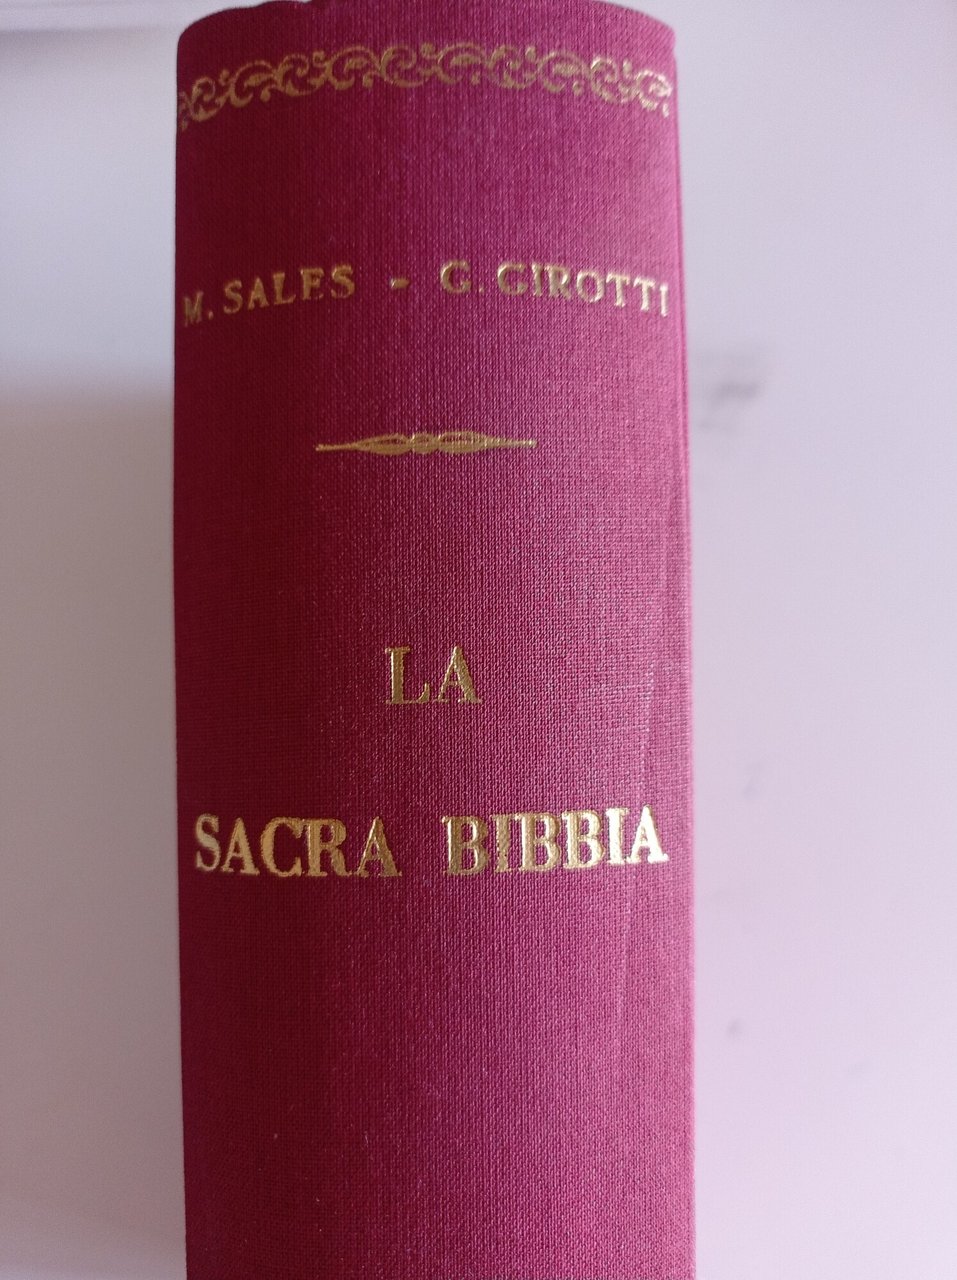 M. SALES - G. GIROTTI
LA
SACRA BIBBIA